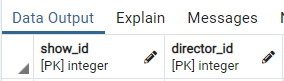 Data Output Explain Messages
show_id director_id
[PK] integer [PK] integer